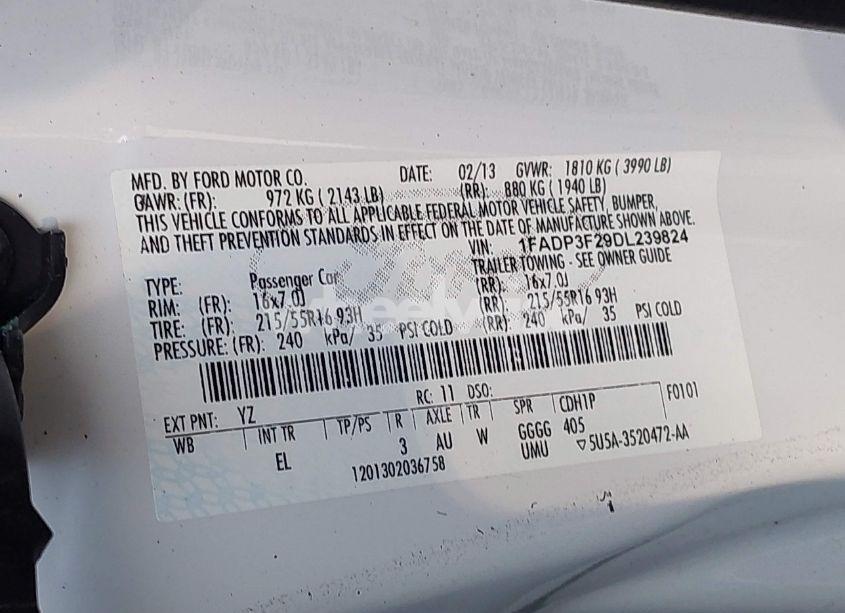 MFD. BY FORD MOTOR CO. DATE: 02/13 GVWR: 1810 KG ( 3990 LB)
GAWR: (FR): 972 KG ( 2143 LB) (RR): 880 KG ( 1940 LB)
THIS VEHICLE CONFORMS TO ALL APPLICABLE FEDERAL MOTOR VEHICLE SAFETY, BUMPER,
AND THEFT PREVENTION STANDARDS IN EFFECT ON THE DATE OF MANUFACTURE SHOWN ABOVE.
VIN: 1FADP3F29DL239824
TYPE: Passenger Car TRAILER TOWING - SEE OWNER GUIDE
RIM: (FR): 16x7.0J (RR): 16x7.0J
TIRE: (FR): 215/55R16 93H (RR): 215/55R16 93H
PRESSURE: (FR): 240 kPa/ 35 PSI COLD (RR): 240 kPa/ 35 PSI COLD
RC: 11 DSO: F0101
EXT PNT: YZ
WB INT TR TP/PS R AXLE TR SPR CDH1P
EL 3 AU W GGGG 405
UMU ▽5U5A-3520472-AA
1201302036758